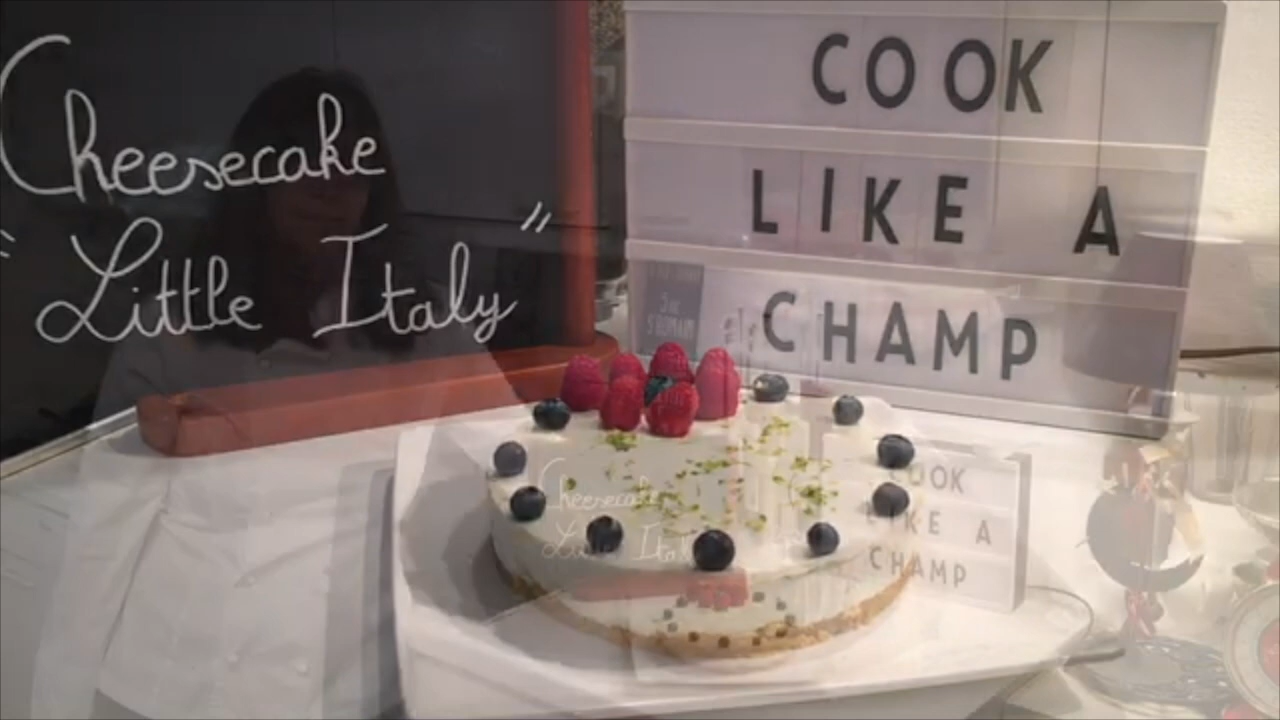 Cheesecake
"Little Italy"
COOK
LIKE A
CHAMP
Cheesecake
Little Italy
COOK
LIKE A
CHAMP